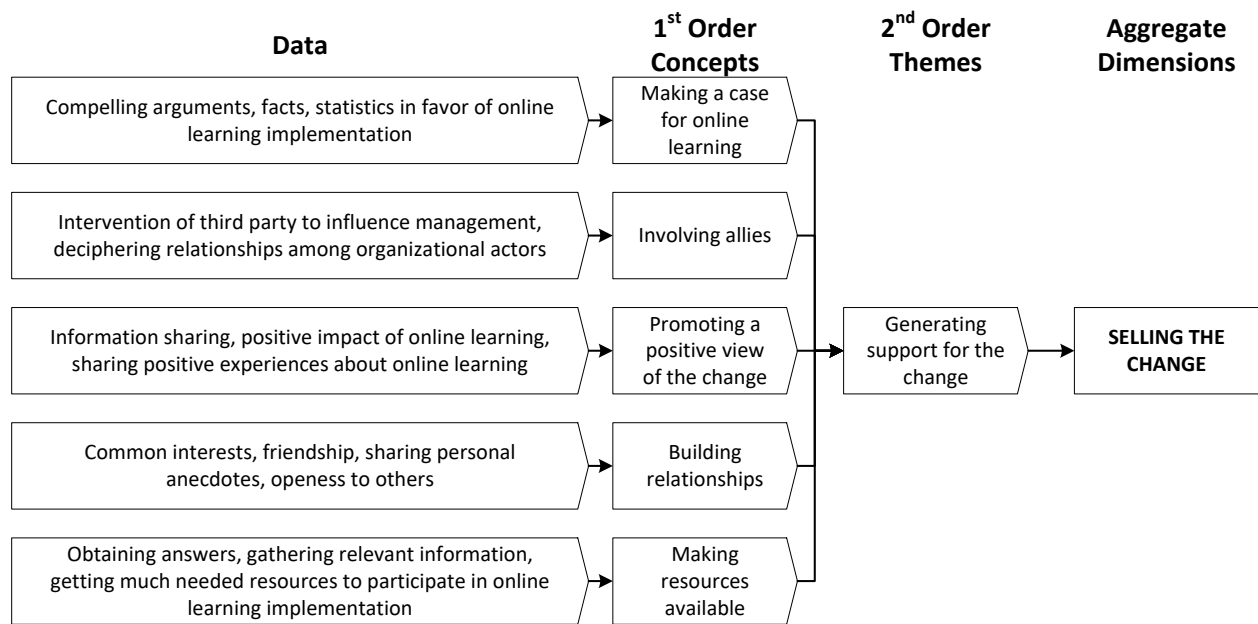 Data
1st Order
Concepts
2nd Order
Themes
Aggregate
Dimensions
Compelling arguments, facts, statistics in favor of online
learning implementation
Making a case
for online
learning
Intervention of third party to influence management,
deciphering relationships among organizational actors
Involving allies
Information sharing, positive impact of online learning,
sharing positive experiences about online learning
Promoting a
positive view
of the change
Generating
support for the
change
SELLING THE
CHANGE
Common interests, friendship, sharing personal
anecdotes, openess to others
Building
relationships
Obtaining answers, gathering relevant information,
getting much needed resources to participate in online
learning implementation
Making
resources
available